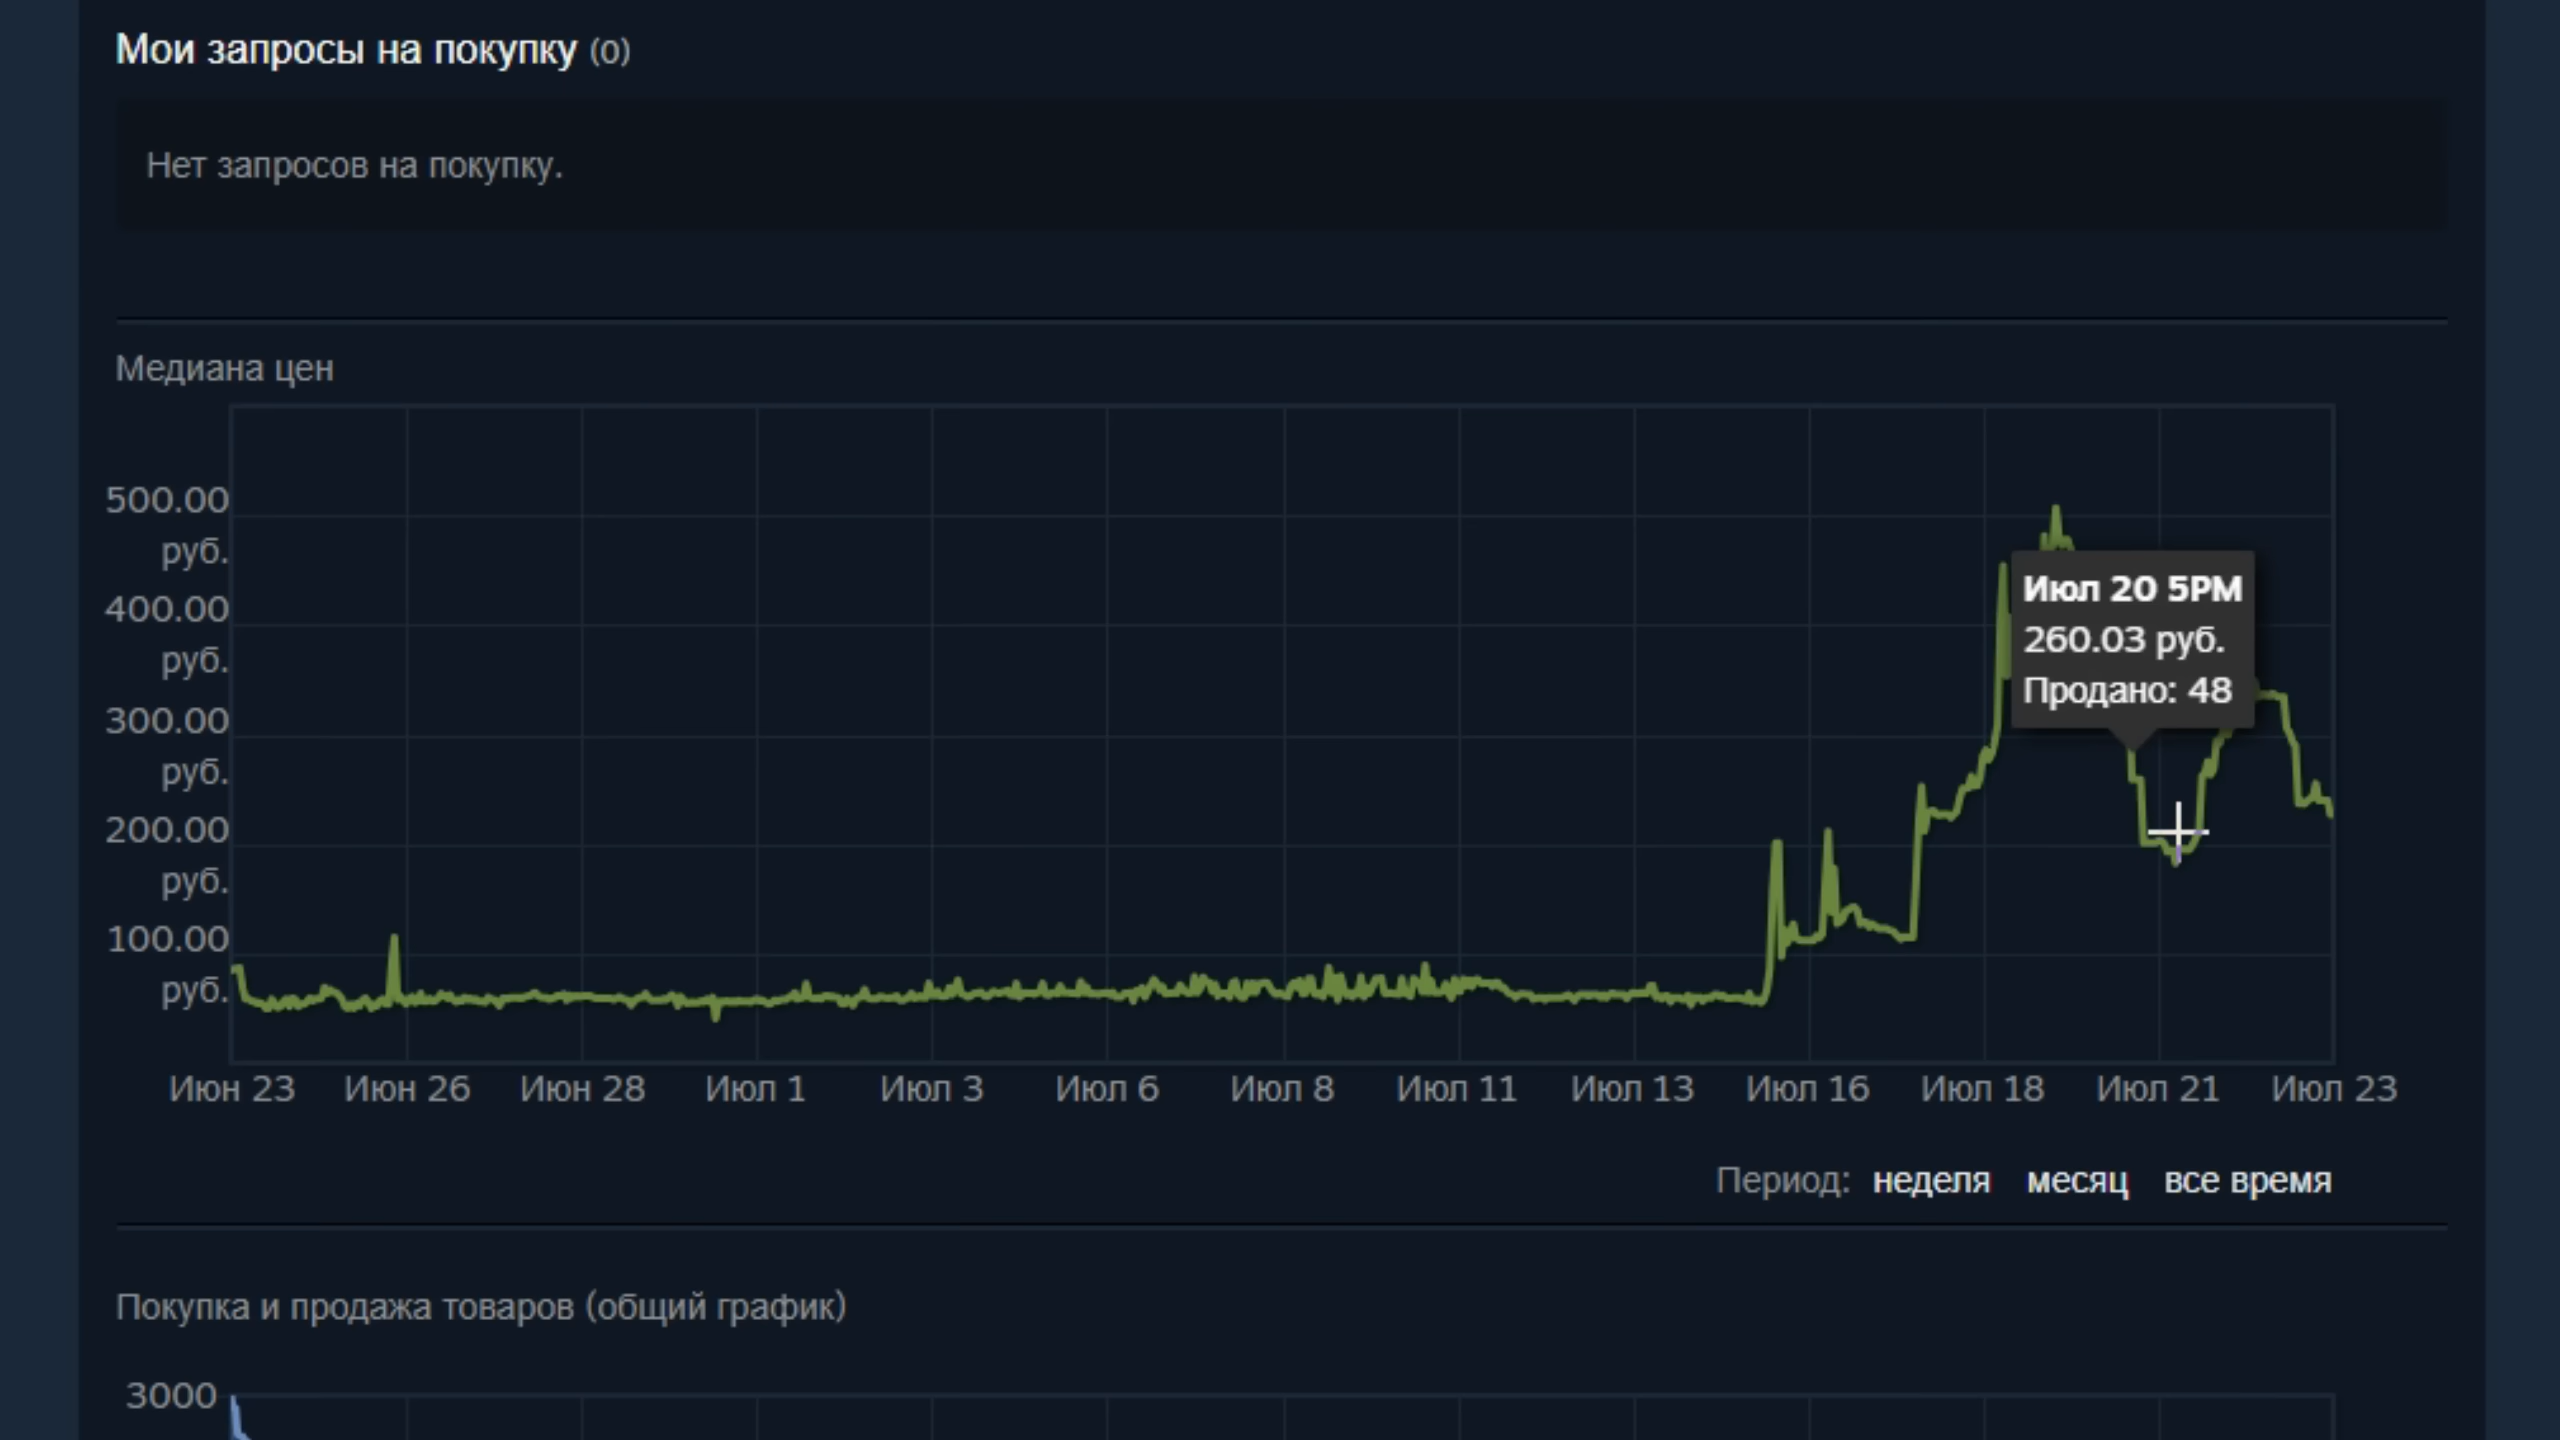 Мои запросы на покупку (0)
Нет запросов на покупку.
Медиана цен
500.00
руб.
400.00
руб.
300.00
руб.
200.00
руб.
100.00
руб.
Июл 20 5PM
260.03 руб.
Продано: 48
Июн 23 Июн 26 Июн 28 Июл 1 Июл 3 Июл 6 Июл 8 Июл 11 Июл 13 Июл 16 Июл 18 Июл 21 Июл 23
Период: неделя месяц все время
Покупка и продажа товаров (общий график)
3000